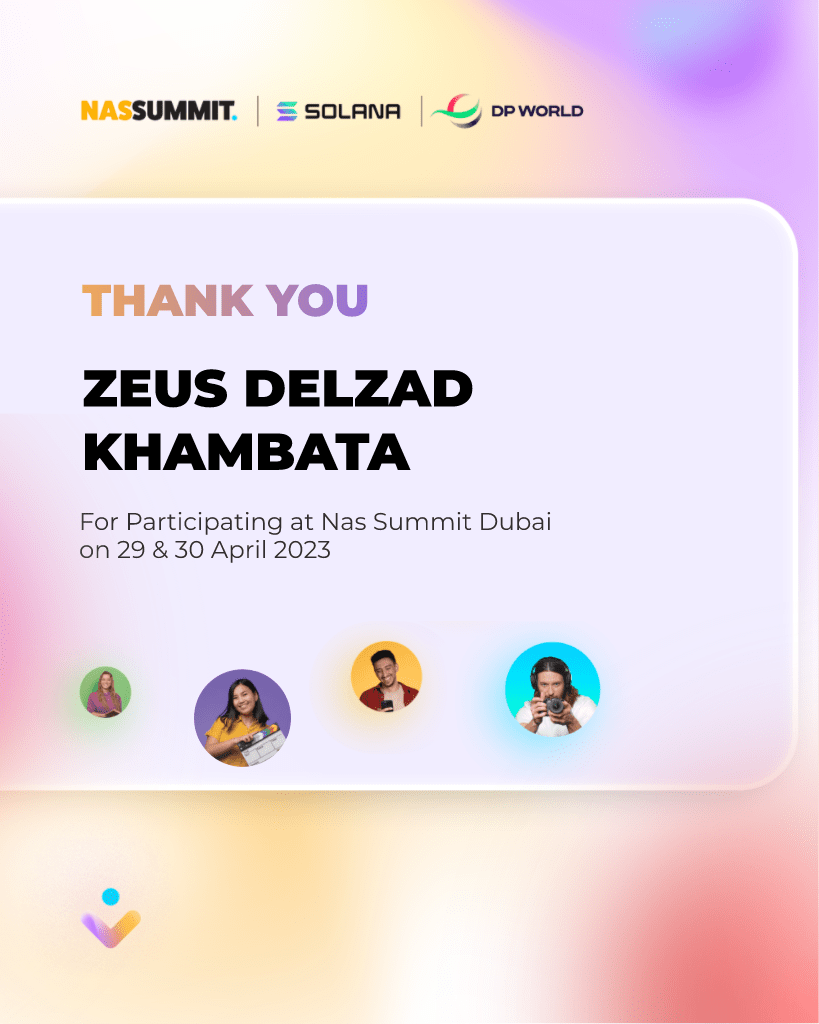 NASSUMMIT. SOLANA DP WORLD
THANK YOU
ZEUS DELZAD
KHAMBATA
For Participating at Nas Summit Dubai
on 29 & 30 April 2023